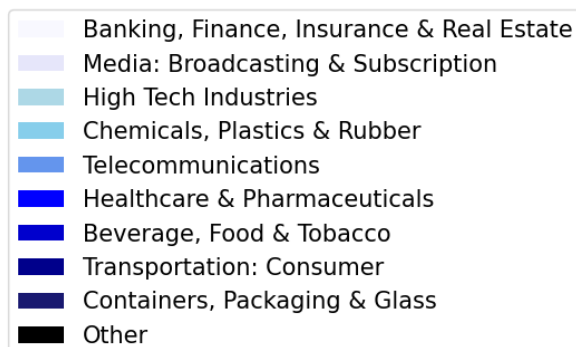 Banking, Finance, Insurance & Real Estate
Media: Broadcasting & Subscription
High Tech Industries
Chemicals, Plastics & Rubber
Telecommunications
Healthcare & Pharmaceuticals
Beverage, Food & Tobacco
Transportation: Consumer
Containers, Packaging & Glass
Other